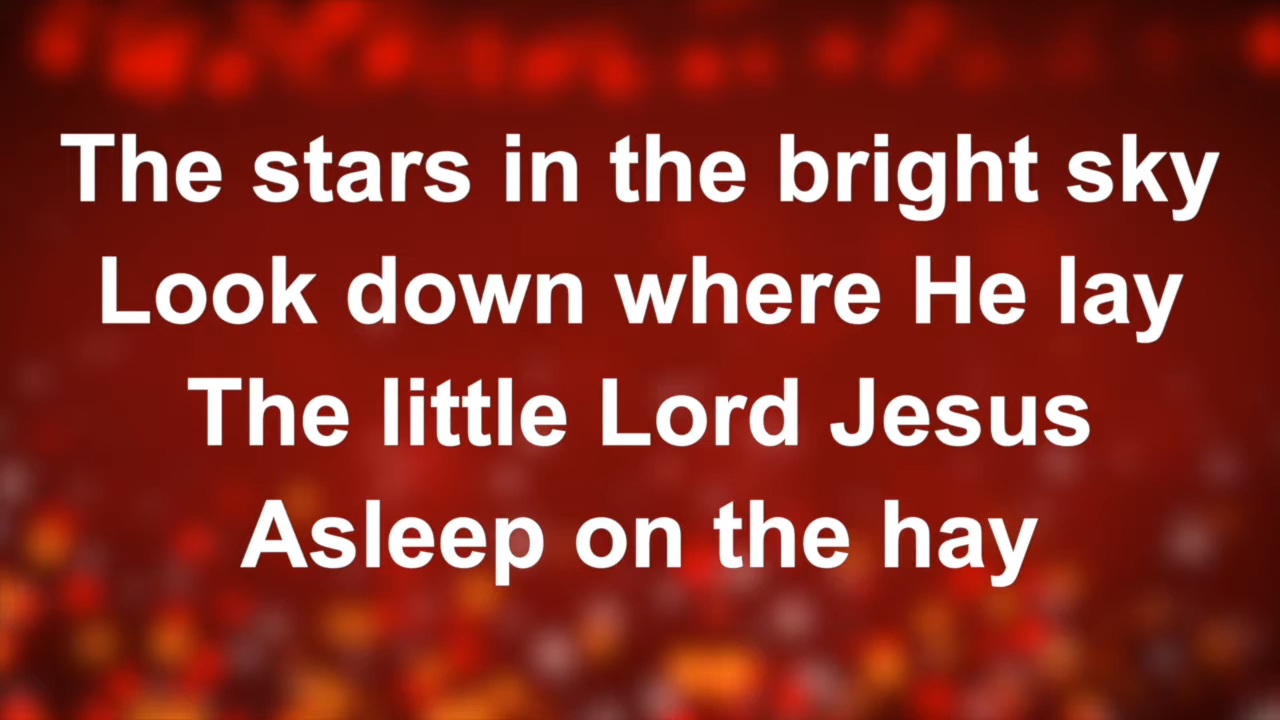 The stars in the bright sky
Look down where He lay
The little Lord Jesus
Asleep on the hay